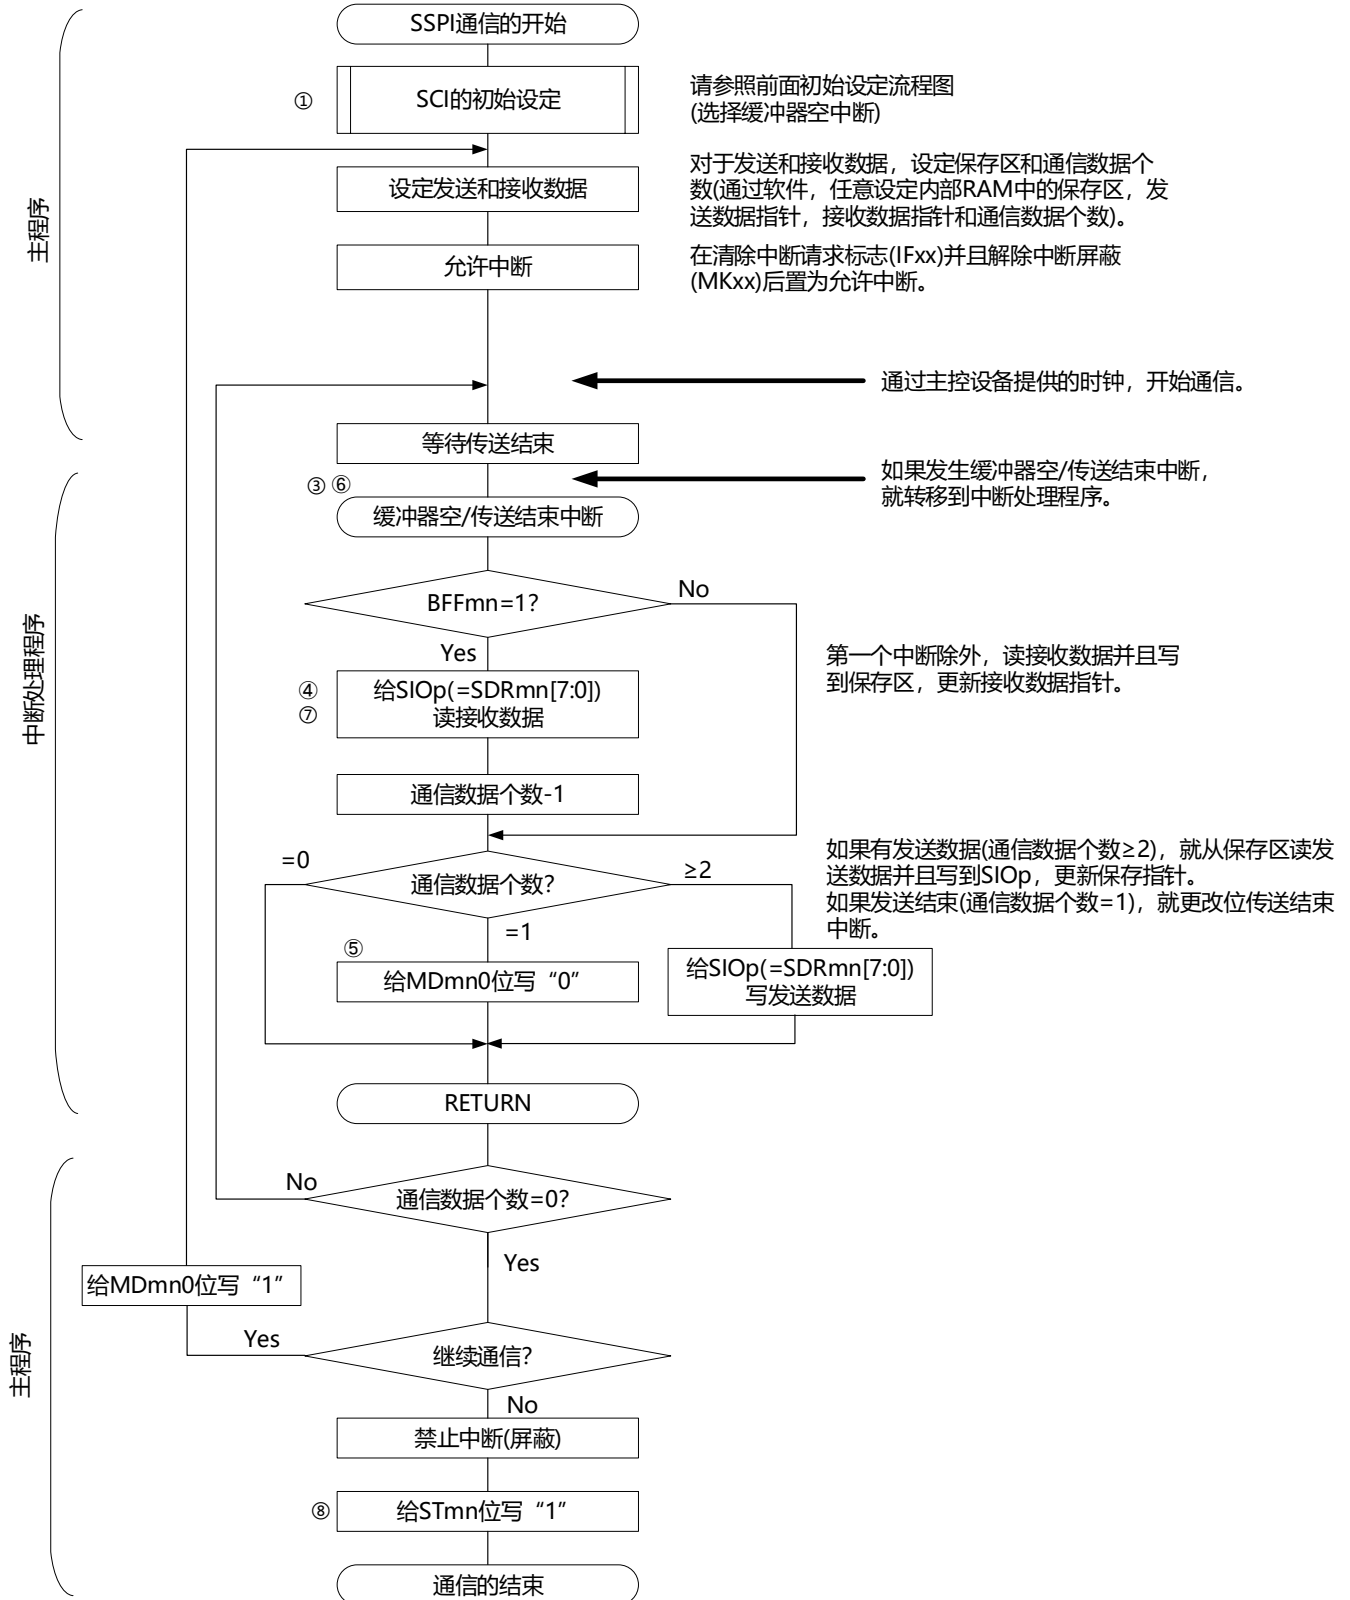 SSPI通信的开始
①
SCI的初始设定
请参照前面初始设定流程图
(选择缓冲器空中断)
设定发送和接收数据
对于发送和接收数据，设定保存区和通信数据个
数(通过软件，任意设定内部RAM中的保存区，发
送数据指针，接收数据指针和通信数据个数)。
主程序
允许中断
在清除中断请求标志(IFxx)并且解除中断屏蔽
(MKxx)后置为允许中断。
通过主控设备提供的时钟，开始通信。
等待传送结束
③ ⑥
如果发生缓冲器空/传送结束中断，
就转移到中断处理程序。
缓冲器空/传送结束中断
BFFmn=1?
No
Yes
中断处理程序
④
⑦
给SIOp(=SDRmn[7:0])
读接收数据
第一个中断除外，读接收数据并且写
到保存区，更新接收数据指针。
通信数据个数-1
=0
通信数据个数?
≥2
=1
如果有发送数据(通信数据个数≥2)，就从保存区读发
送数据并且写到SIOp，更新保存指针。
如果发送结束(通信数据个数=1)，就更改位传送结束
中断。
⑤
给MDmn0位写“0”
给SIOp(=SDRmn[7:0])
写发送数据
RETURN
No
通信数据个数=0?
Yes
给MDmn0位写“1”
Yes
继续通信?
主程序
No
禁止中断(屏蔽)
⑧
给STmn位写“1”
通信的结束